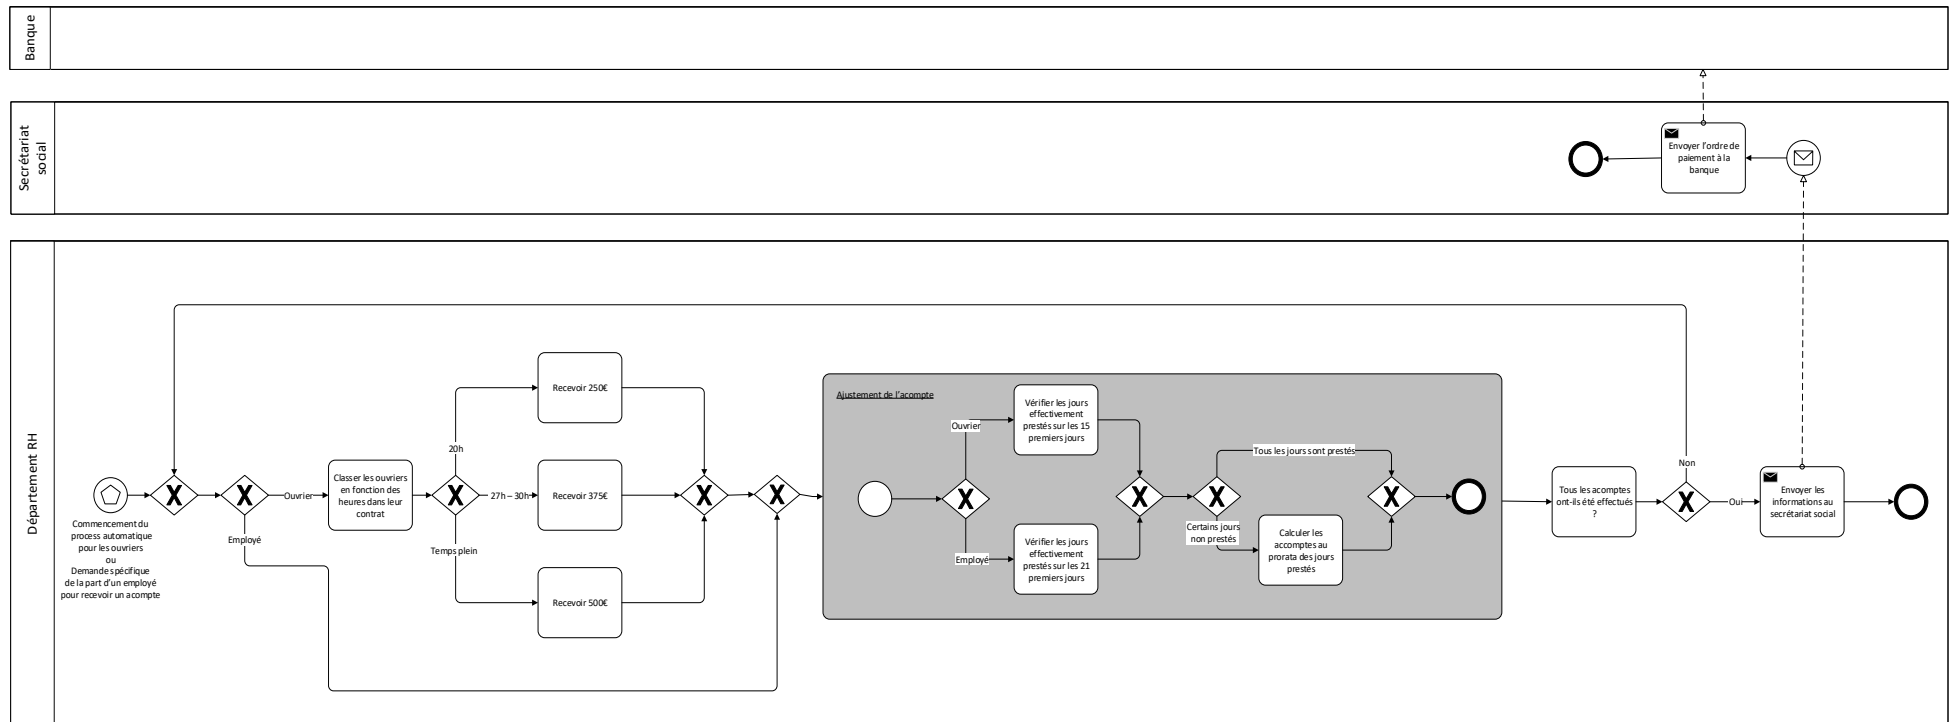 Banque
Secrétariat
social
Envoyer l'ordre de
paiement à la
banque
Département RH
Commencement du
process automatique
pour les ouvriers
ou
Demande spécifique
de la part d'un employé
pour recevoir un acompte
Ouvrier
Employé
Classer les ouvriers
en fonction des
heures dans leur
contrat
20h
27h – 30h
Temps plein
Recevoir 250€
Recevoir 375€
Recevoir 500€
Ajustement de l'acompte
Ouvrier
Employé
Vérifier les jours
effectivement
prestés sur les 15
premiers jours
Vérifier les jours
effectivement
prestés sur les 21
premiers jours
Tous les jours sont prestés
Certains jours
non prestés
Calculer les
accomptes au
prorata des jours
prestés
Tous les acomptes
ont-ils été effectués
?
Non
Oui
Envoyer les
informations au
secrétariat social